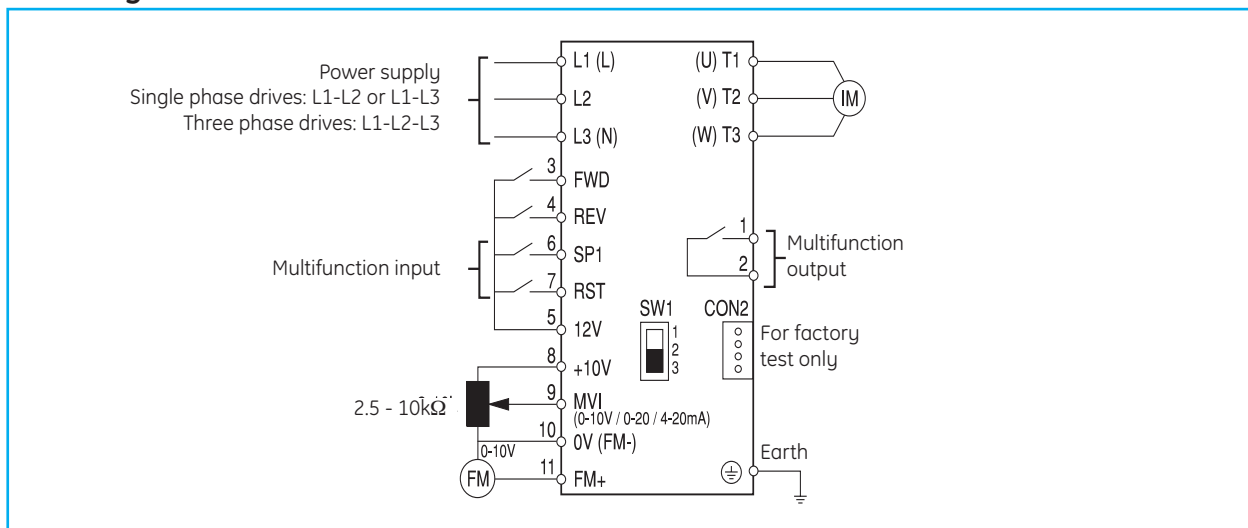 Power supply
Single phase drives: L1-L2 or L1-L3
Three phase drives: L1-L2-L3
L1 (L)
L2
L3 (N)
(U) T1
(V) T2
(W) T3
IM
3
FWD
4
REV
6
SP1
7
RST
5
12V
Multifunction input
1
2
Multifunction
output
SW1
1
2
3
CON2
For factory
test only
8
+10V
9
MVI
(0-10V / 0-20 / 4-20mA)
2.5 - 10kΩ
10
0V (FM-)
0-10V
11
FM+
FM
Earth